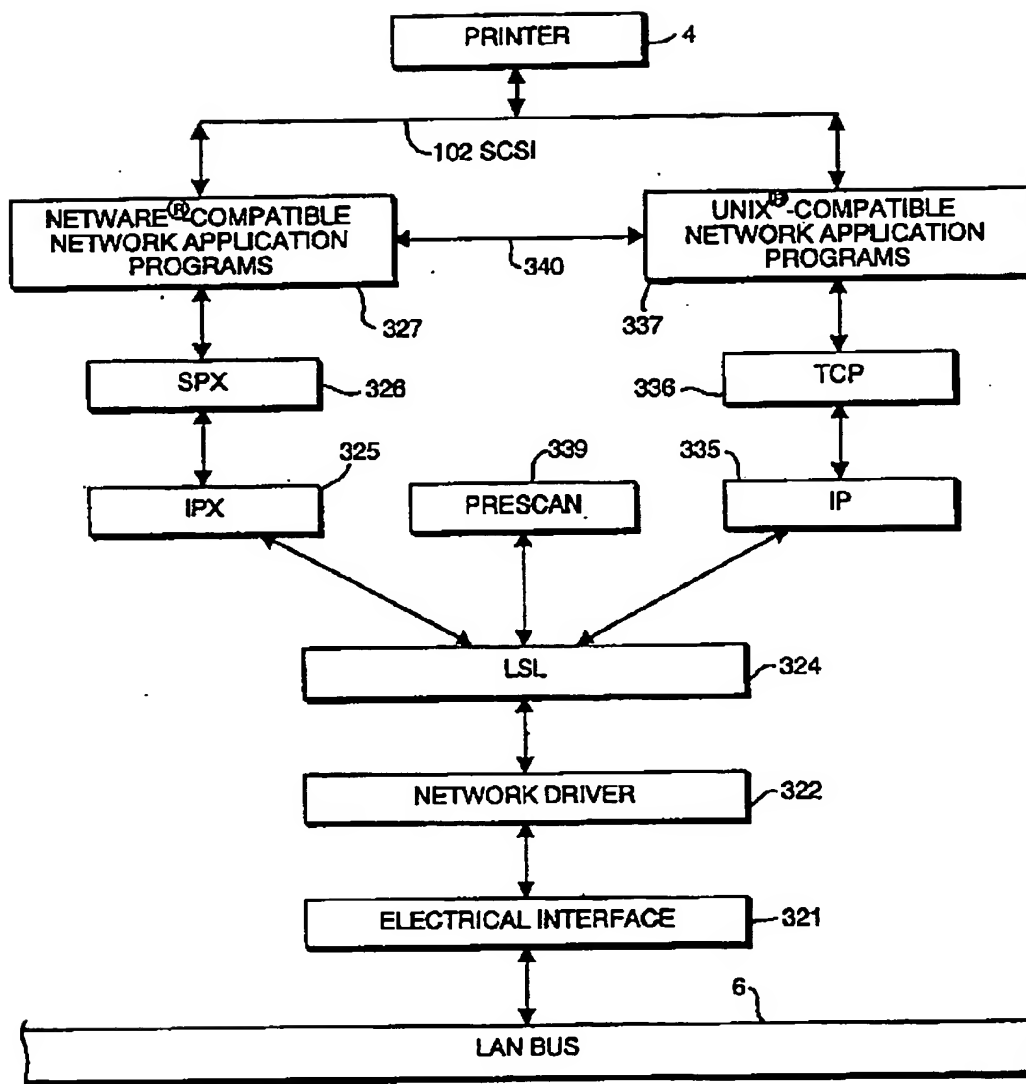 PRINTER
4
102 SCSI
NETWARE®-COMPATIBLE
NETWORK APPLICATION
PROGRAMS
327
340
UNIX®-COMPATIBLE
NETWORK APPLICATION
PROGRAMS
337
SPX
326
TCP
336
325
IPX
339
PRESCAN
335
IP
LSL
324
NETWORK DRIVER
322
ELECTRICAL INTERFACE
321
6
LAN BUS